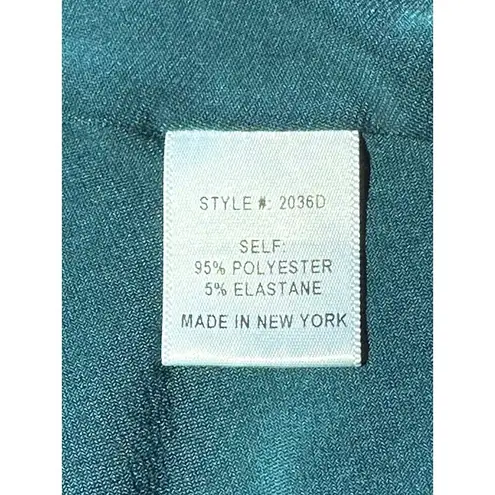 STYLE #: 2036D
SELF:
95% POLYESTER
5% ELASTANE
MADE IN NEW YORK